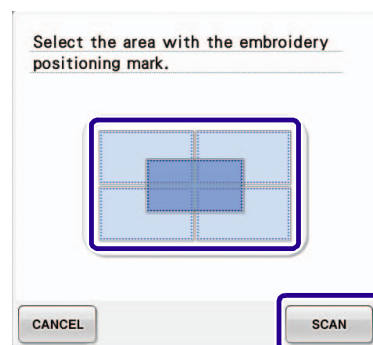 Select the area with the embroidery
positioning mark.
CANCEL
SCAN